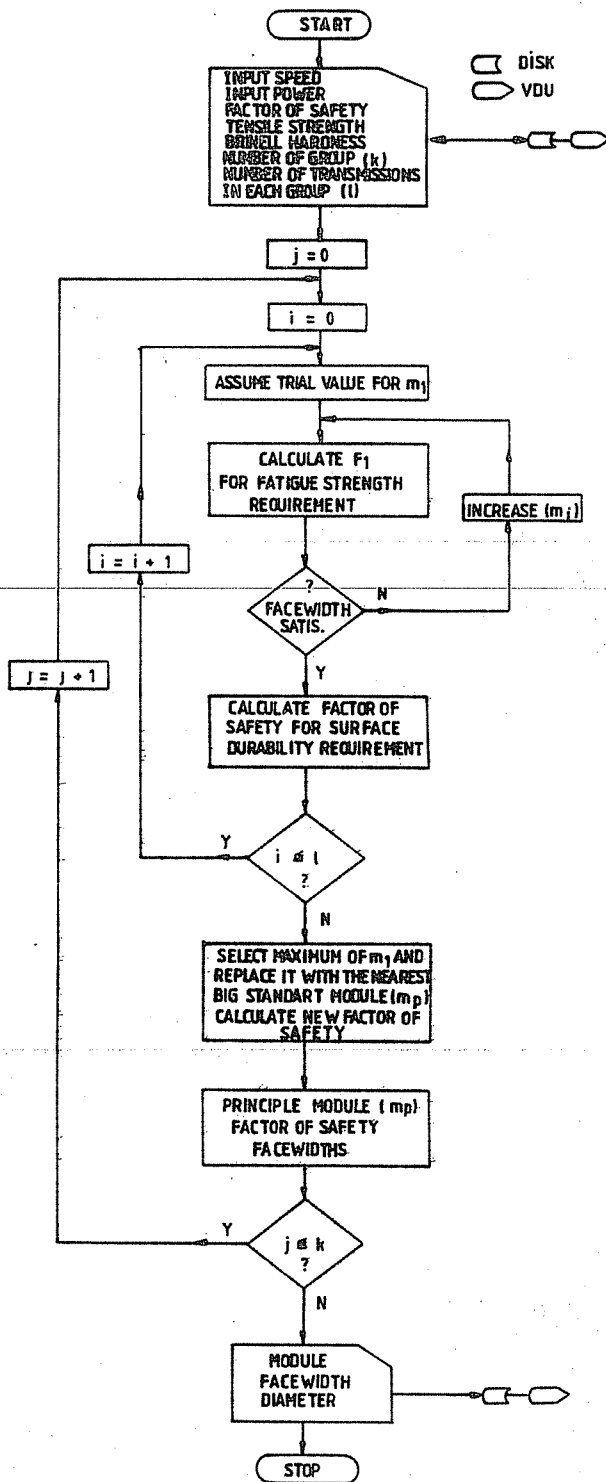 START
DİSK
VDU
INPUT SPEED
INPUT POWER
FACTOR OF SAFETY
TENSILE STRENGTH
BRINELL HARDNESS
NUMBER OF GROUP (k)
NUMBER OF TRANSMISSIONS
IN EACH GROUP (l)
j = 0
i = 0
ASSUME TRIAL VALUE FOR m1
CALCULATE F1
FOR FATIGUE STRENGTH
REQUIREMENT
INCREASE (mi)
i = i + 1
?
FACEWIDTH
SATIS.
N
Y
j = j + 1
CALCULATE FACTOR OF
SAFETY FOR SURFACE
DURABILITY REQUIREMENT
Y
i ≤ l
?
N
SELECT MAXIMUM OF m1 AND
REPLACE IT WITH THE NEAREST
BIG STANDART MODULE (mp)
CALCULATE NEW FACTOR OF
SAFETY
PRINCIPLE MODULE (mp)
FACTOR OF SAFETY
FACEWIDTHS
Y
j ≤ k
?
N
MODULE
FACEWIDTH
DIAMETER
STOP